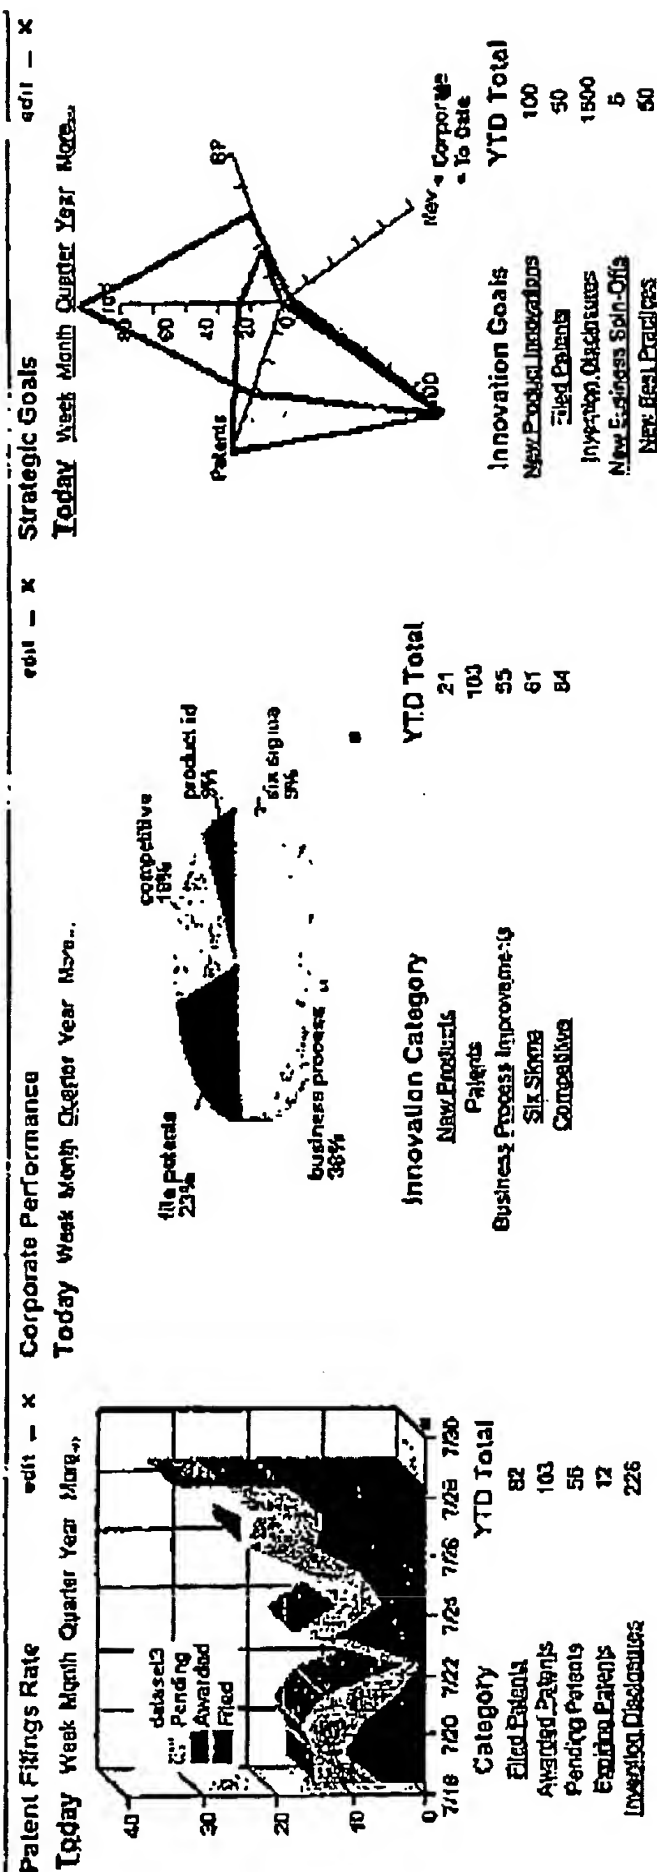 Patent Filings Rate
edit – ×
Today Week Month Quarter Year More...
40
30
20
10
0
dataset3
Pending
Awarded
Filed
7/18 7/20 7/22 7/24 7/26 7/28 7/30
Category YTD Total
Filed Patents 82
Awarded Patents 103
Pending Patents 56
Expiring Patents 12
Invention Disclosures 226
Corporate Performance
edit – ×
Today Week Month Quarter Year More...
file patents
23%
competitive
product id
9%
six sigma
business process
36%
Innovation Category YTD Total
New Products 21
Patents 103
Business Process Improvements 55
Six Sigma 61
Competitive 84
Strategic Goals
edit – ×
Today Week Month Quarter Year More...
100
80
60
40
20
0
Patents
BP
New
Corporate
To Date
Innovation Goals YTD Total
New Product Innovations 100
Filed Patents 50
Invention Disclosures 1500
New Business Spin-Offs 5
New Best Practices 50